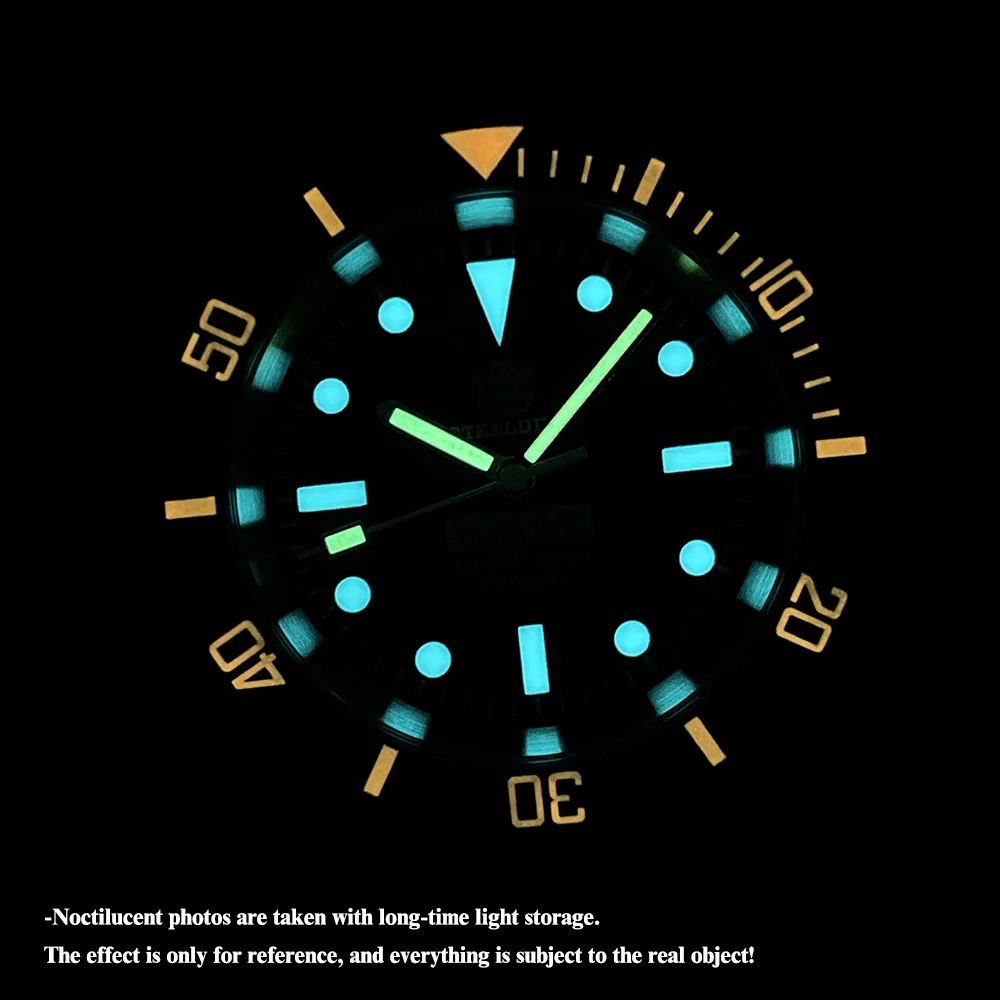 10
50
20
40
30
-Noctilucent photos are taken with long-time light storage.
The effect is only for reference, and everything is subject to the real object!